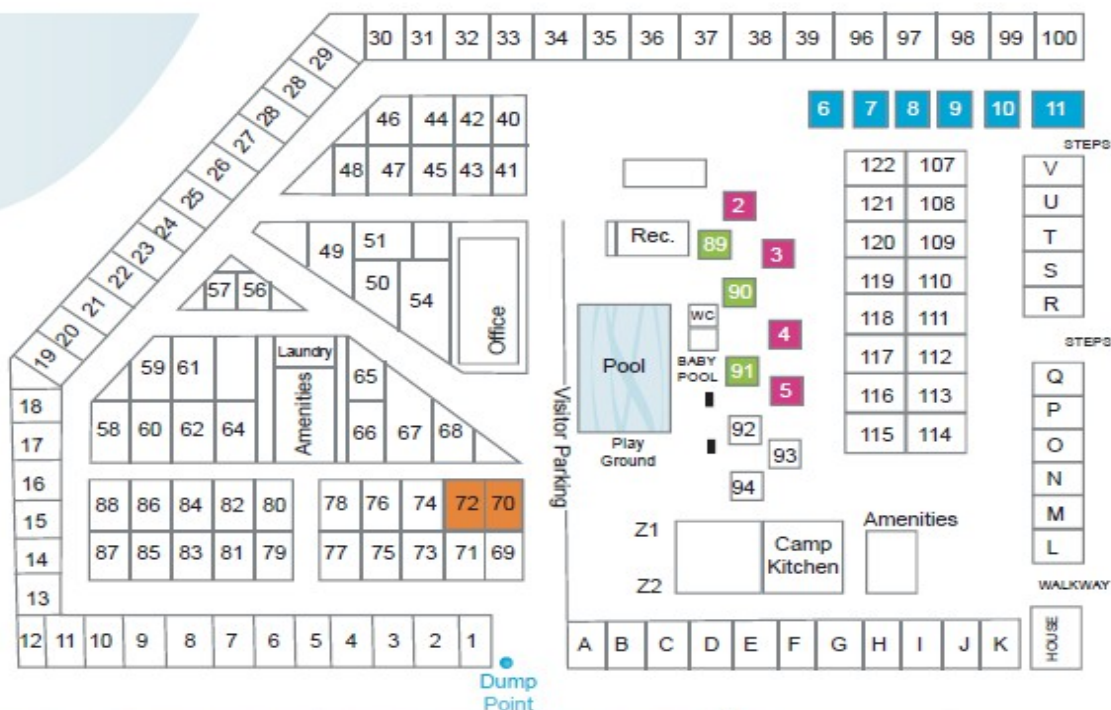 30 31 32 33 34 35 36 37 38 39 96 97 98 99 100
29
28
28
27
26
25
24
23
22
21
20
19
46 44 42 40
48 47 45 43 41
6 7 8 9 10 11
STEPS
122 107
121 108
120 109
119 110
118 111
117 112
116 113
115 114
V
U
T
S
R
STEPS
Q
P
O
N
M
L
WALKWAY
HOUSE
2
Rec.
89
3
90
WC
4
BABY
POOL
91
5
Pool
Play
Ground
92
93
94
Visitor Parking
49 51
50 54
Office
57 56
59 61
Laundry
65
58 60 62 64
Amenities
66 67 68
18
17
16
15
14
13
88 86 84 82 80
87 85 83 81 79
78 76 74 72 70
77 75 73 71 69
Z1
Z2
Camp
Kitchen
Amenities
12 11 10 9 8 7 6 5 4 3 2 1
Dump
Point
A B C D E F G H I J K